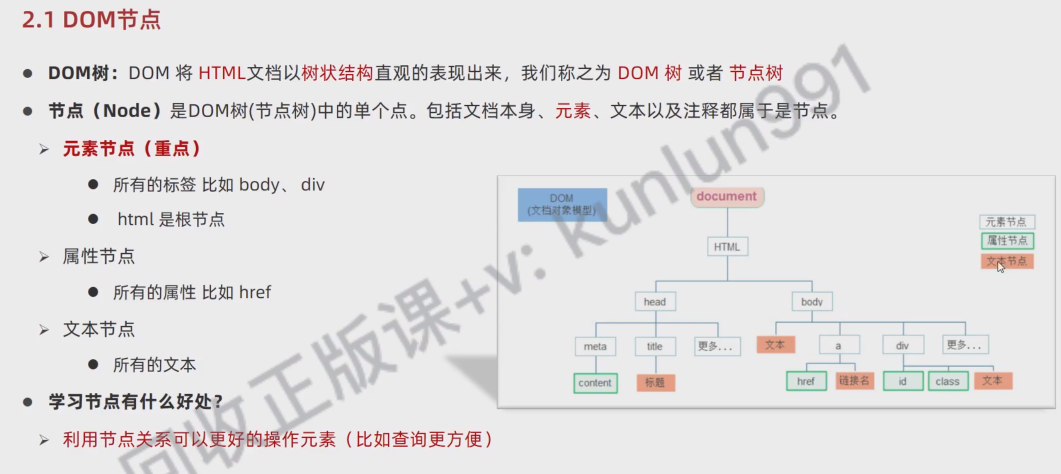 2.1 DOM节点
DOM树：DOM 将 HTML文档以树状结构直观的表现出来，我们称之为 DOM 树 或者 节点树
节点（Node）是DOM树(节点树)中的单个点。包括文档本身、元素、文本以及注释都属于是节点。
元素节点（重点）
所有的标签 比如 body、 div
html 是根节点
属性节点
所有的属性 比如 href
文本节点
所有的文本
学习节点有什么好处？
利用节点关系可以更好的操作元素（比如查询更方便）
DOM
(文档对象模型)
document
元素节点
属性节点
文本节点
HTML
head
body
meta
title
更多...
文本
a
div
更多...
content
标题
href
链接名
id
class
文本
回收正版课+v: kunlun991